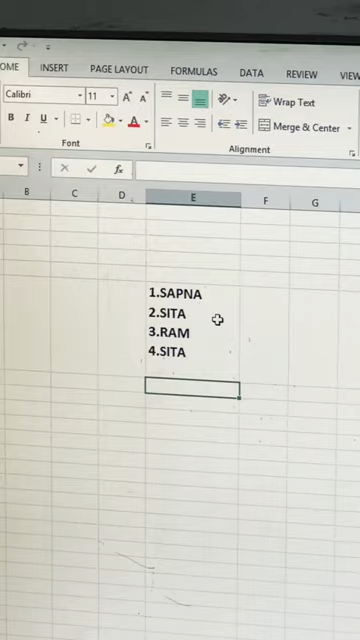 OME INSERT PAGE LAYOUT FORMULAS DATA REVIEW VIEW
Calibri 11 A A Wrap Text
B I U A Merge & Center
Font Alignment
fx
B C D E F G
1.SAPNA
2.SITA
3.RAM
4.SITA